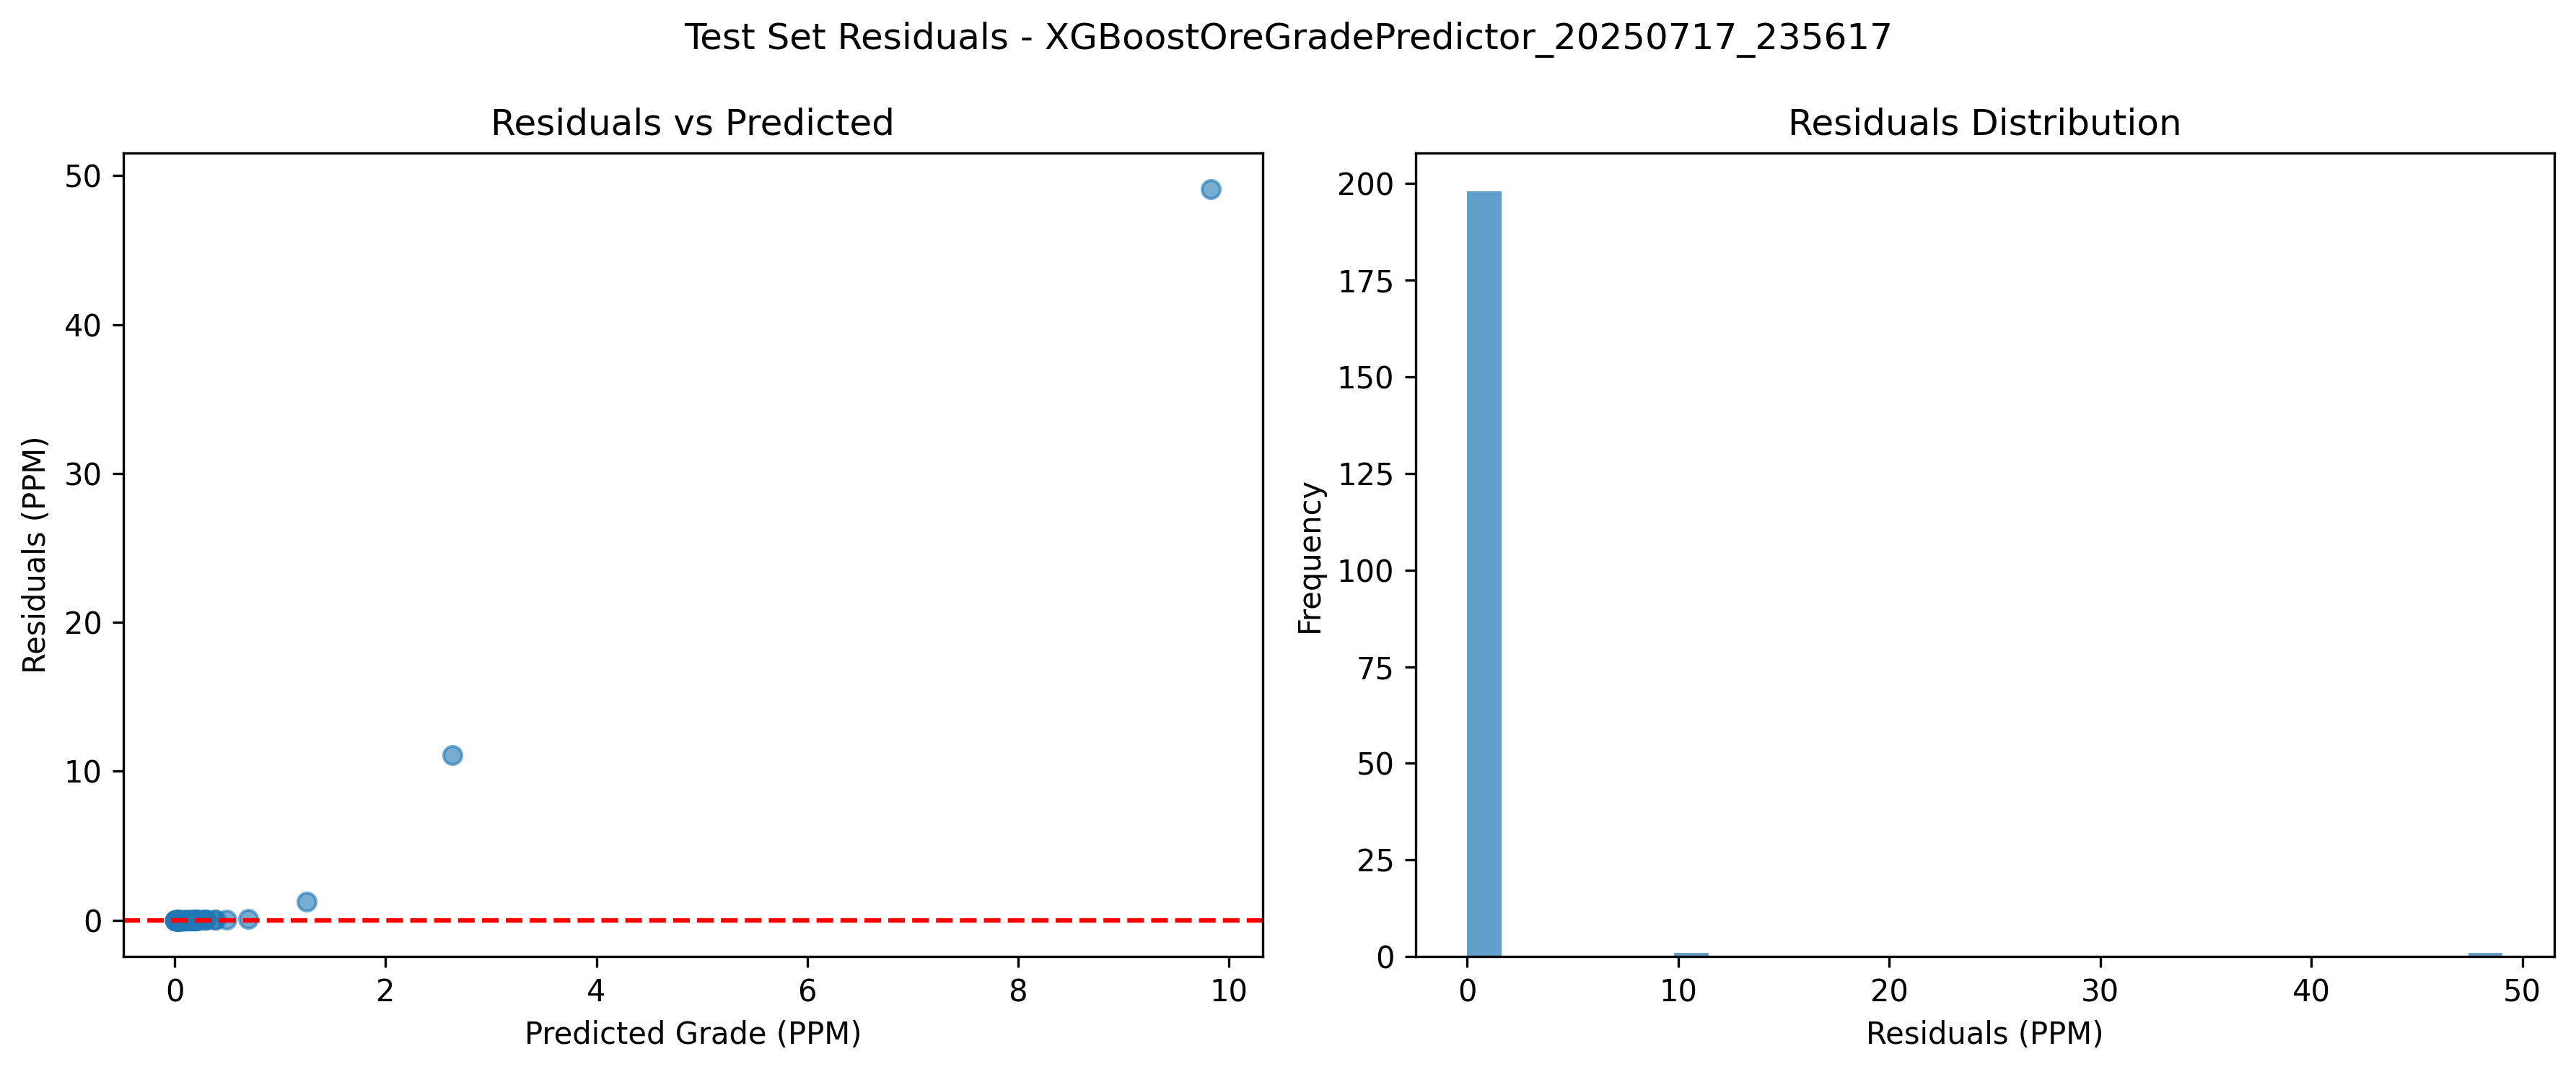 Test Set Residuals - XGBoostOreGradePredictor_20250717_235617
Residuals vs Predicted
50
40
30
20
10
0
Residuals (PPM)
0 2 4 6 8 10
Predicted Grade (PPM)
Residuals Distribution
200
175
150
125
100
75
50
25
0
Frequency
0 10 20 30 40 50
Residuals (PPM)